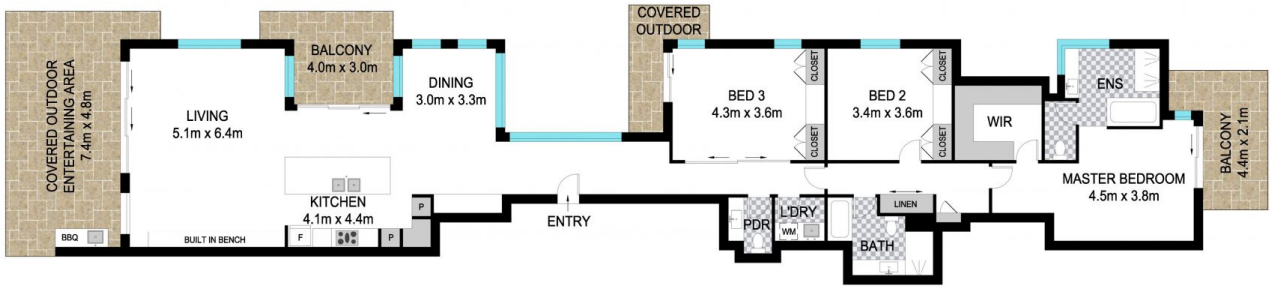 COVERED OUTDOOR
ENTERTAINING AREA
7.4m x 4.8m
BBQ
LIVING
5.1m x 6.4m
BUILT IN BENCH
BALCONY
4.0m x 3.0m
DINING
3.0m x 3.3m
KITCHEN
4.1m x 4.4m
F
P
P
ENTRY
COVERED
OUTDOOR
BED 3
4.3m x 3.6m
CLOSET
CLOSET
BED 2
3.4m x 3.6m
CLOSET
CLOSET
PDR
L'DRY
WM
BATH
LINEN
WIR
ENS
MASTER BEDROOM
4.5m x 3.8m
BALCONY
4.4m x 2.1m